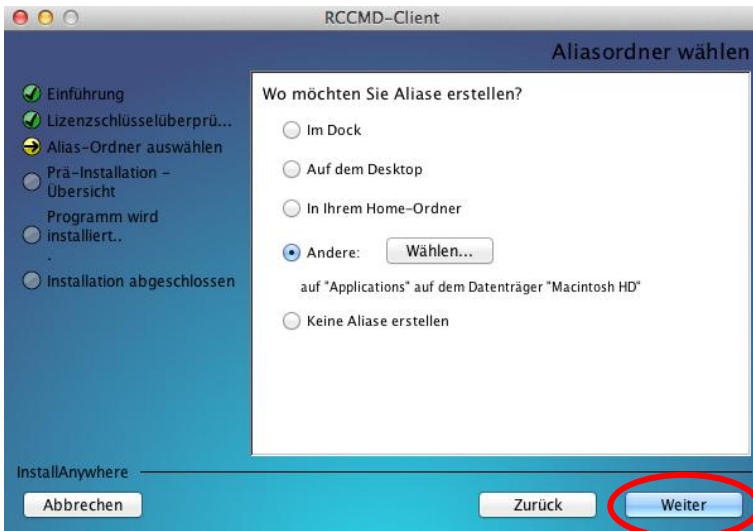 RCCMD-Client
Aliasordner wählen
Einführung
Lizenzschlüsselüberprü...
Alias-Ordner auswählen
Prä-Installation –
Übersicht
Programm wird
installiert..
.
Installation abgeschlossen
Wo möchten Sie Aliase erstellen?
Im Dock
Auf dem Desktop
In Ihrem Home-Ordner
Andere: Wählen...
auf "Applications" auf dem Datenträger "Macintosh HD"
Keine Aliase erstellen
InstallAnywhere
Abbrechen Zurück Weiter